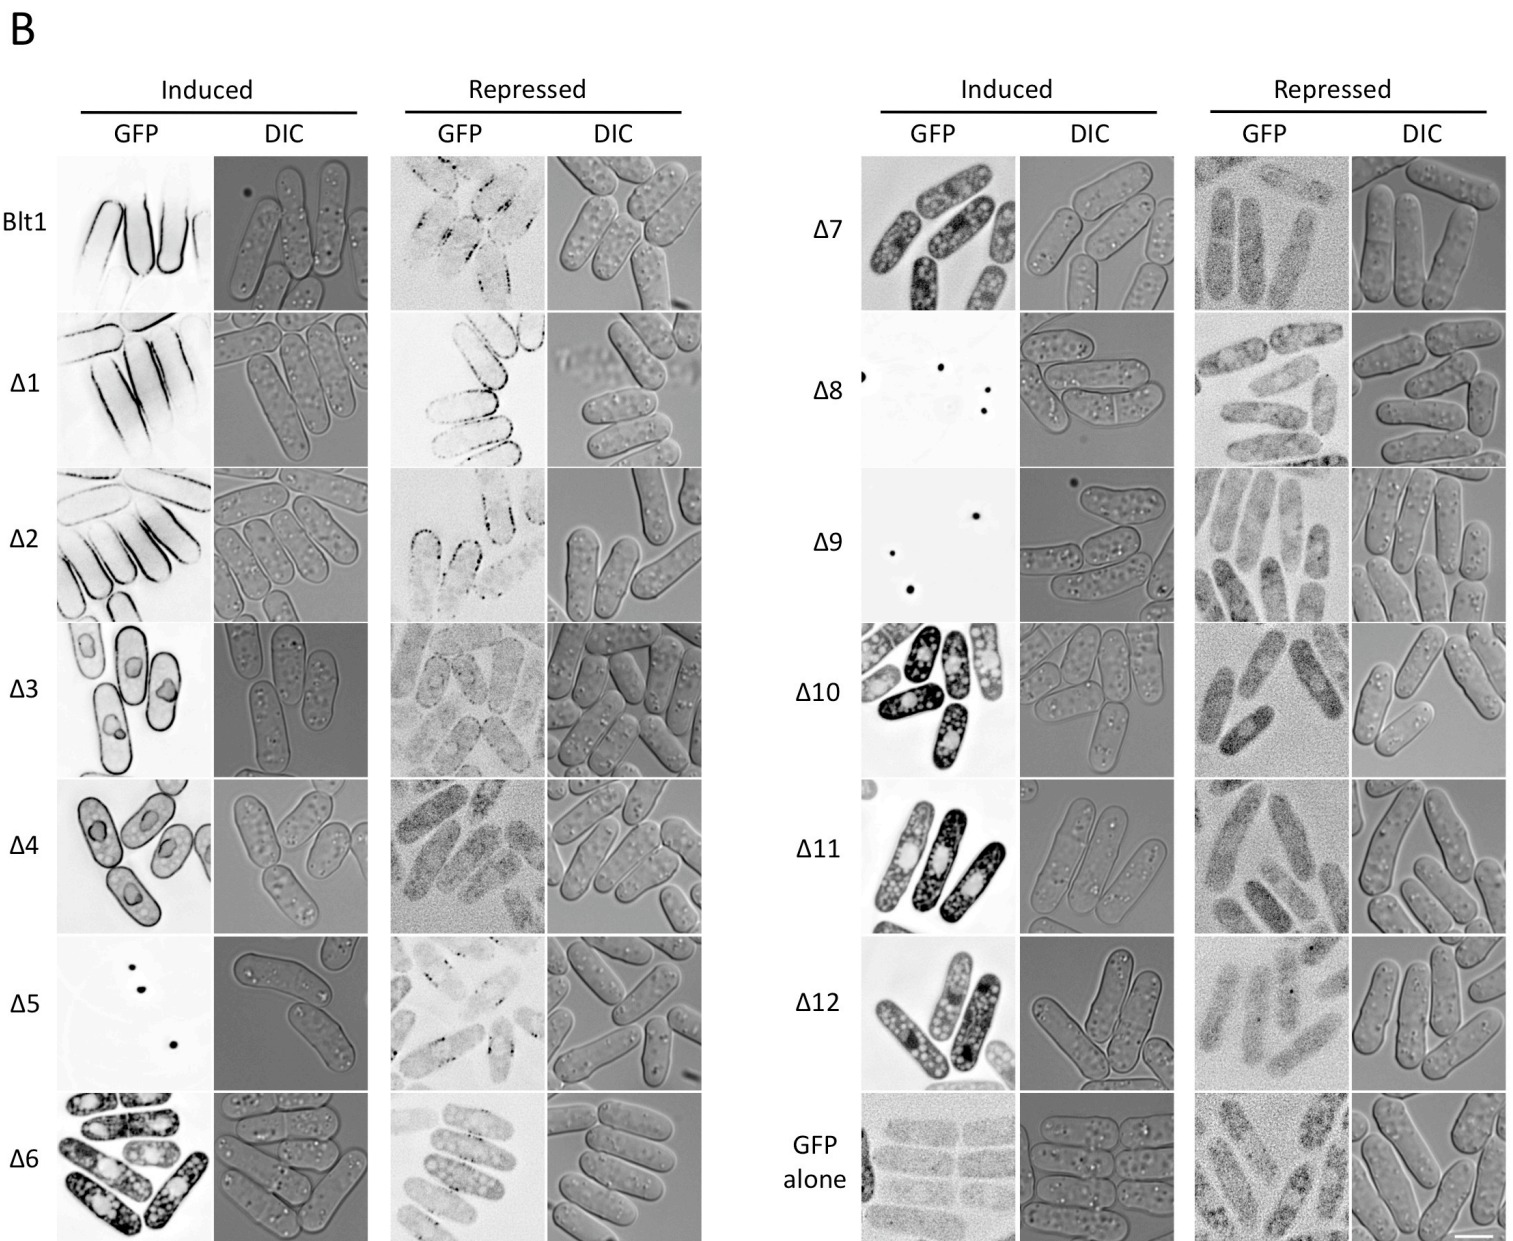 B
Induced Repressed Induced Repressed
GFP DIC GFP DIC GFP DIC GFP DIC
Blt1 Δ7
Δ1 Δ8
Δ2 Δ9
Δ3 Δ10
Δ4 Δ11
Δ5 Δ12
Δ6 GFP
alone